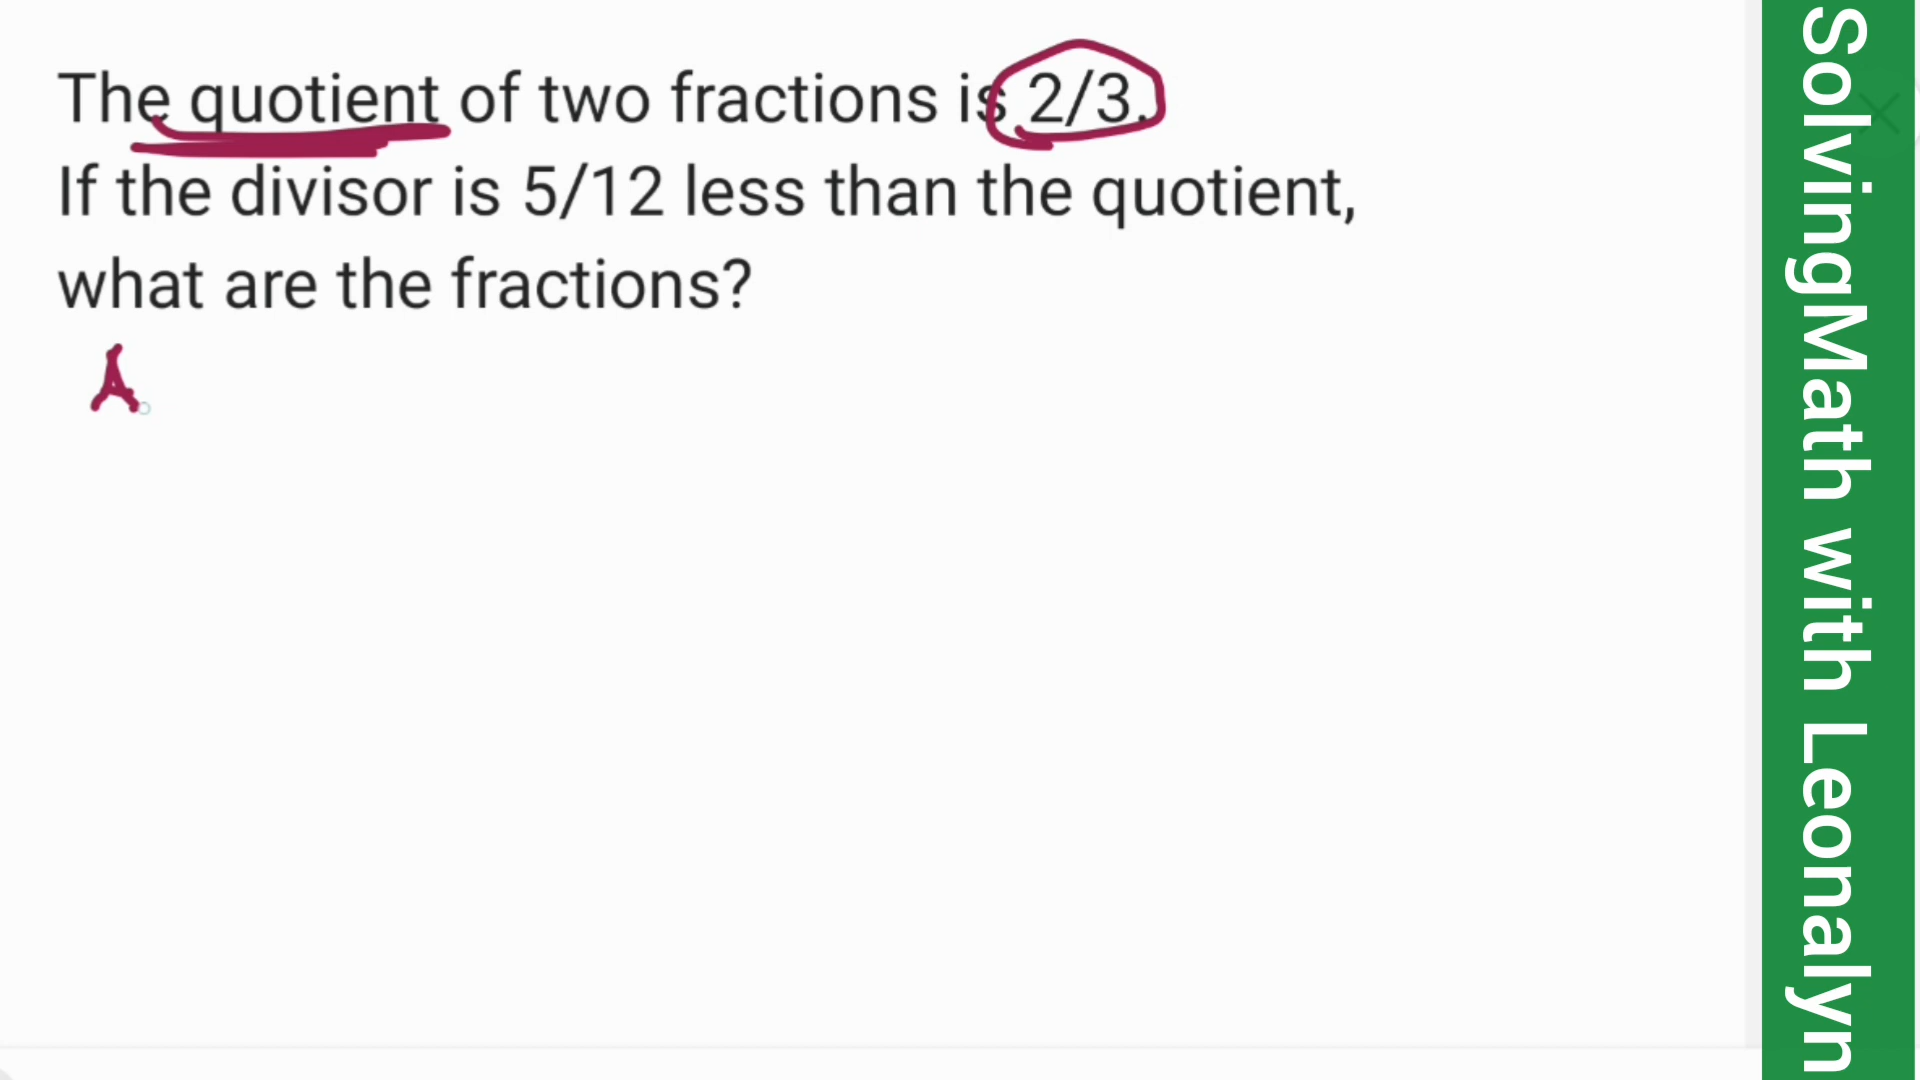 The quotient of two fractions is 2/3.
If the divisor is 5/12 less than the quotient,
what are the fractions?
A
SolvingMath with Leonalyn